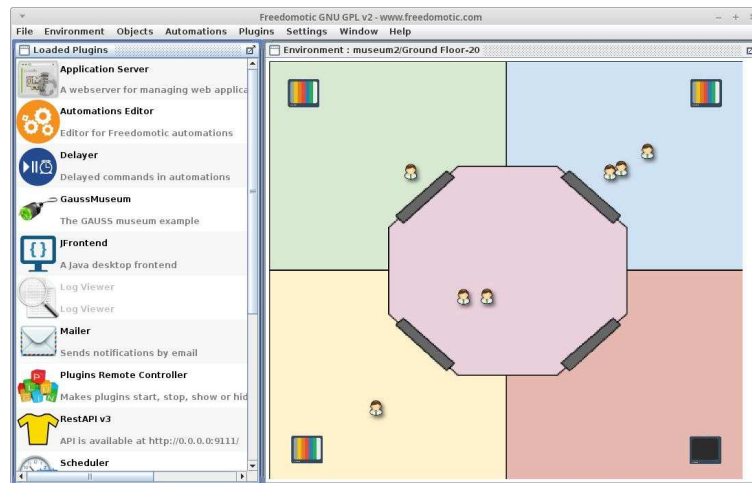 Freedomotic GNU GPL v2 - www.freedomotic.com
File Environment Objects Automations Plugins Settings Window Help
Loaded Plugins
Environment : museum2/Ground Floor-20
Application Server
A webserver for managing web applica
Automations Editor
Editor for Freedomotic automations
Delayer
Delayed commands in automations
GaussMuseum
The GAUSS museum example
JFrontend
A Java desktop frontend
Log Viewer
Log Viewer
Mailer
Sends notifications by email
Plugins Remote Controller
Makes plugins start, stop, show or hid
RestAPI v3
API is available at http://0.0.0.0:9111/
Scheduler